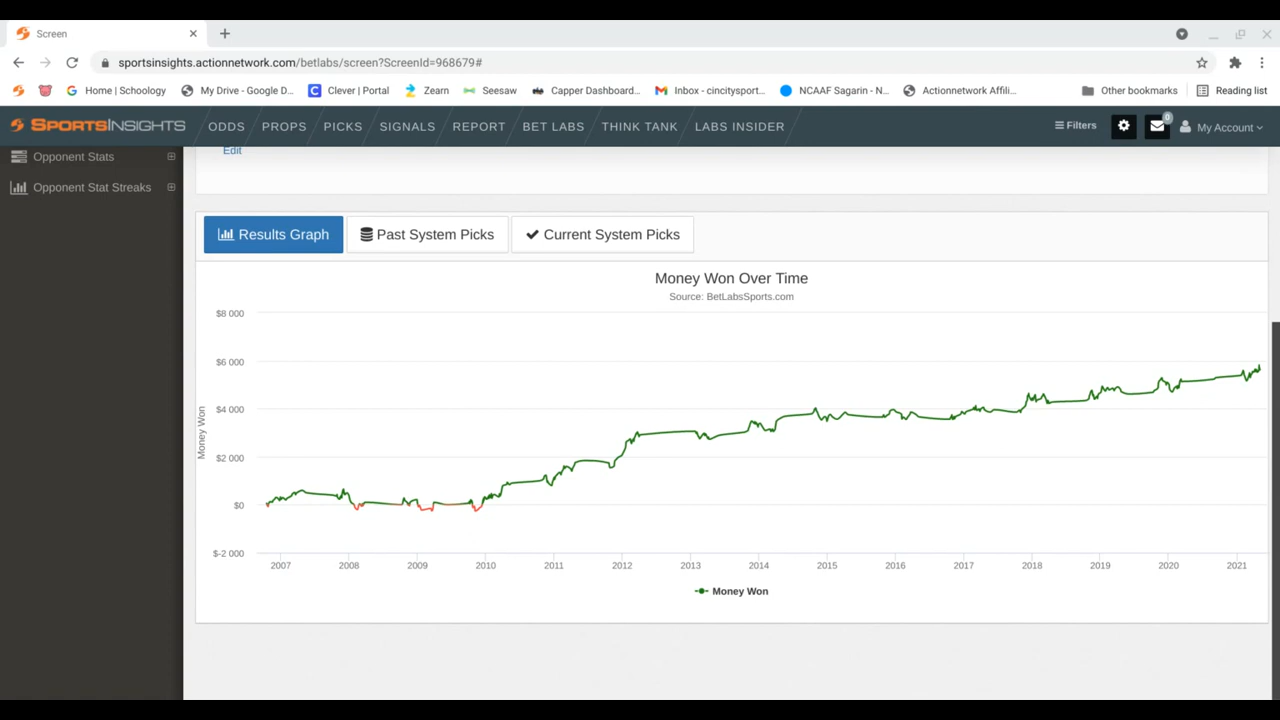 Screen
sportsinsights.actionnetwork.com/betlabs/screen?ScreenId=968679#
Home | Schoology My Drive - Google D... Clever | Portal Zearn Seesaw Capper Dashboard... Inbox - cincitysport... NCAAF Sagarin - N... Actionnetwork Affili... Other bookmarks Reading list
SPORTSINSIGHTS ODDS PROPS PICKS SIGNALS REPORT BET LABS THINK TANK LABS INSIDER Filters 0 My Account
Opponent Stats
Edit
Opponent Stat Streaks
Results Graph Past System Picks Current System Picks
Money Won Over Time
Source: BetLabsSports.com
$8 000
$6 000
$4 000
$2 000
$0
$-2 000
Money Won
2007 2008 2009 2010 2011 2012 2013 2014 2015 2016 2017 2018 2019 2020 2021
Money Won